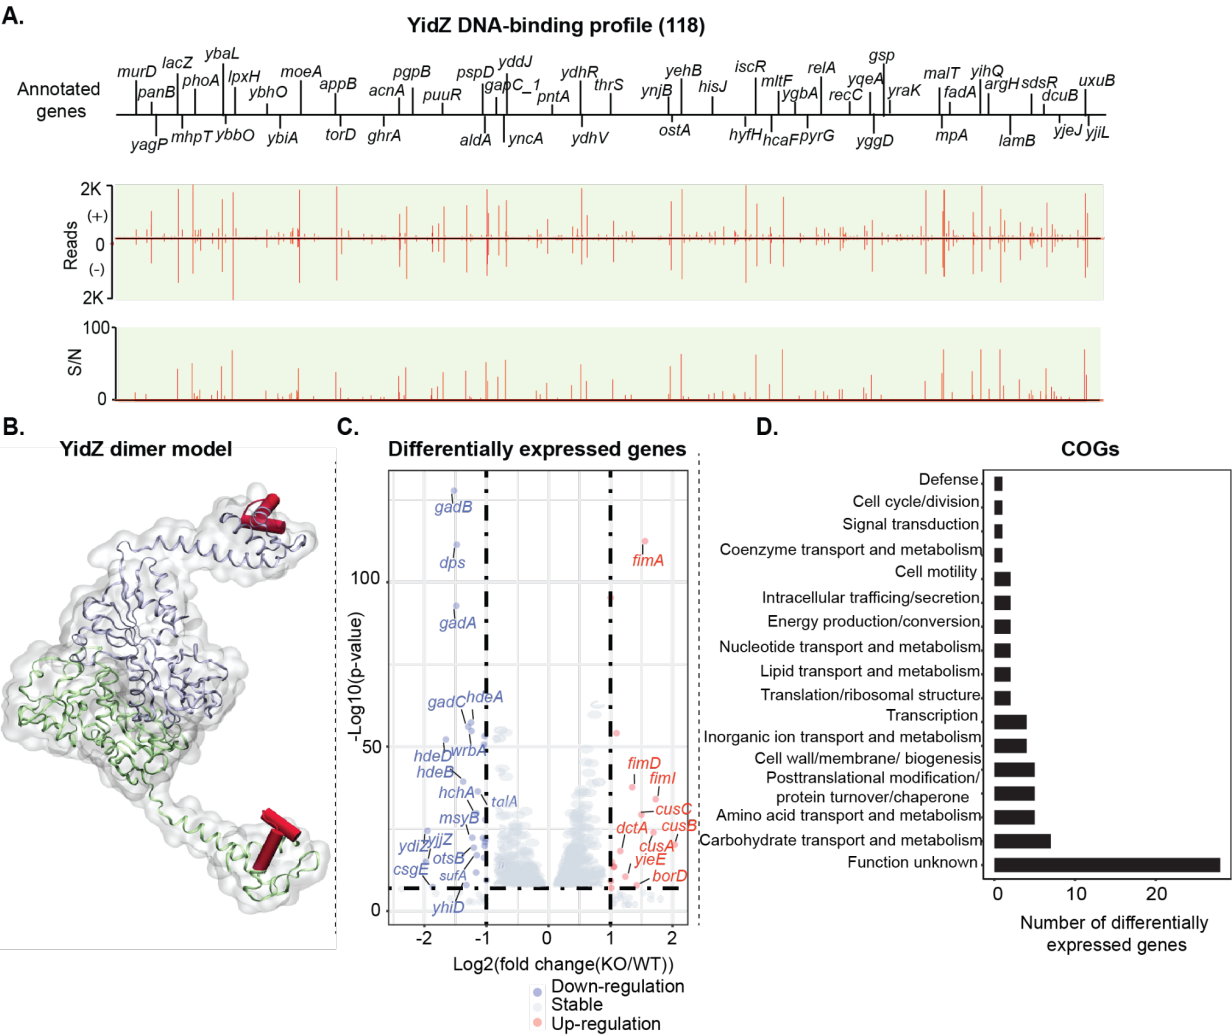 A.
YidZ DNA-binding profile (118)
Annotated
genes
murD
panB
lacZ
phoA
ybaL
lpxH
ybhO
moeA
appB
acnA
pgpB
puuR
pspD
gapC_1
yddJ
pntA
ydhR
thrS
ynjB
yehB
hisJ
iscR
mltF
ygbA
relA
recC
yqeA
gsp
yraK
malT
fadA
yihQ
argH
sdsR
dcuB
uxuB
yagP
mhpT
ybbO
ybiA
torD
ghrA
aldA
yncA
ydhV
ostA
hyfH
hcaF
pyrG
yggD
mpA
lamB
yjeJ
yjiL
2K
(+)
0
(-)
2K
Reads
100
0
S/N
B.
YidZ dimer model
C.
Differentially expressed genes
gadB
dps
gadA
gadC
hdeA
hdeD
wrbA
hdeB
hchA
talA
msyB
ydiZ
yjjZ
otsB
csgE
sufA
yhiD
fimA
fimD
fimI
cusC
dctA
cusB
cusA
yieE
borD
100
50
0
-Log10(p-value)
-2
-1
0
1
2
Log2(fold change(KO/WT))
Down-regulation
Stable
Up-regulation
D.
COGs
Defense
Cell cycle/division
Signal transduction
Coenzyme transport and metabolism
Cell motility
Intracellular trafficing/secretion
Energy production/conversion
Nucleotide transport and metabolism
Lipid transport and metabolism
Translation/ribosomal structure
Transcription
Inorganic ion transport and metabolism
Cell wall/membrane/ biogenesis
Posttranslational modification/
protein turnover/chaperone
Amino acid transport and metabolism
Carbohydrate transport and metabolism
Function unknown
0
10
20
Number of differentially
expressed genes